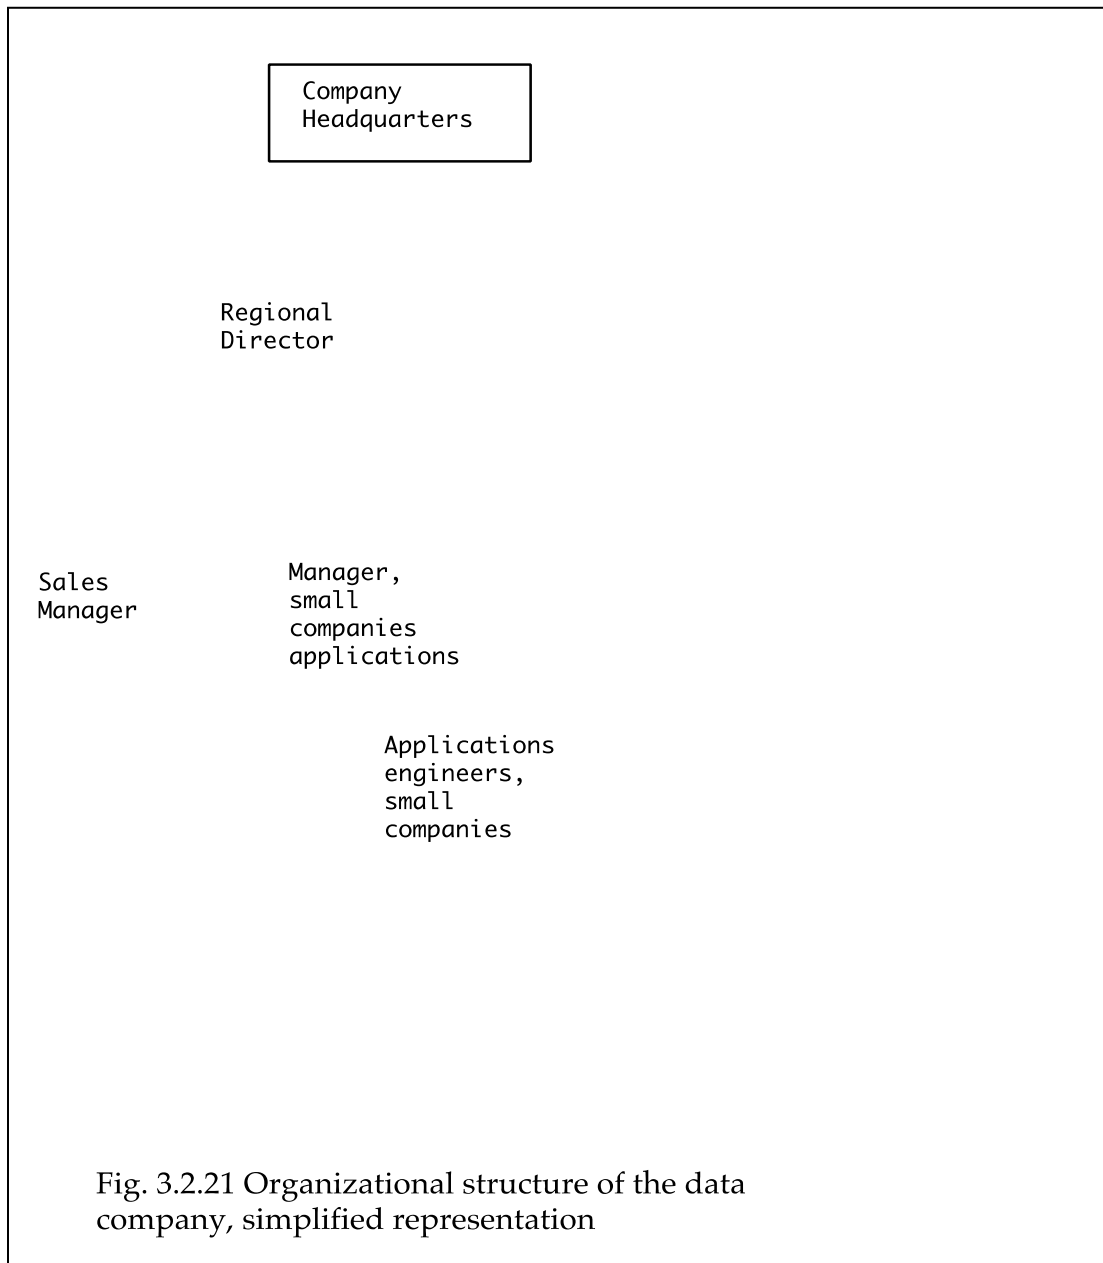 Company
Headquarters
Regional
Director
Sales
Manager
Manager,
small
companies
applications
Applications
engineers,
small
companies
Fig. 3.2.21 Organizational structure of the data
company, simplified representation